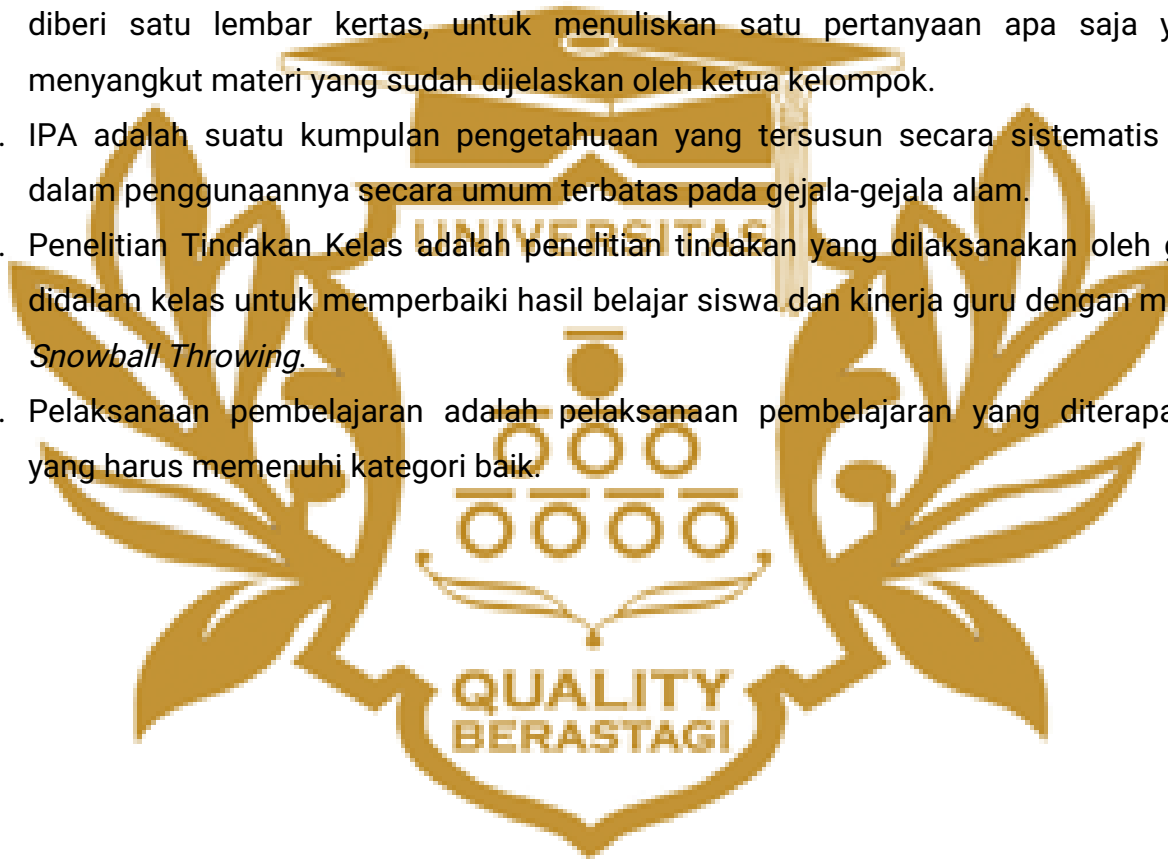 diberi satu lembar kertas, untuk menuliskan satu pertanyaan apa saja y
menyangkut materi yang sudah dijelaskan oleh ketua kelompok.
. IPA adalah suatu kumpulan pengetahuaan yang tersusun secara sistematis
dalam penggunaannya secara umum terbatas pada gejala-gejala alam.
UNIVERSITAS
. Penelitian Tindakan Kelas adalah penelitian tindakan yang dilaksanakan oleh g
didalam kelas untuk memperbaiki hasil belajar siswa dan kinerja guru dengan m
Snowball Throwing.
. Pelaksanaan pembelajaran adalah pelaksanaan pembelajaran yang diterapa
yang harus memenuhi kategori baik.
QUALITY
BERASTAGI